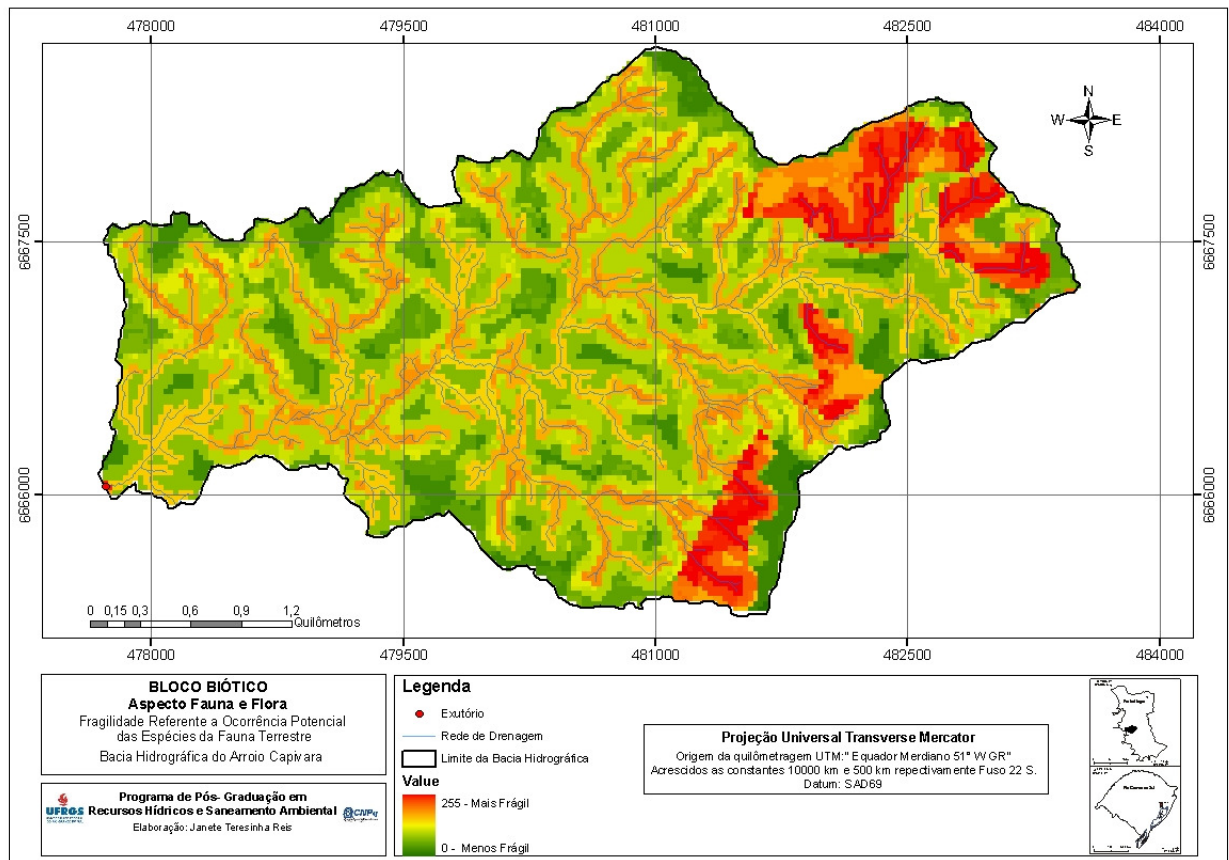 478000 479500 481000 482500 484000
N
W E
S
6667500 6667500
6666000 6666000
0 0,15 0,3 0,6 0,9 1,2
Quilômetros
478000 479500 481000 482500 484000
BLOCO BIÓTICO
Aspecto Fauna e Flora
Fragilidade Referente a Ocorrência Potencial
das Espécies da Fauna Terrestre
Bacia Hidrográfica do Arroio Capivara
UFRGS
Programa de Pós- Graduação em
Recursos Hídricos e Saneamento Ambiental
CNPq
Elaboração: Janete Teresinha Reis
Legenda
Exutório
Rede de Drenagem
Limite da Bacia Hidrográfica
Value
255 - Mais Frágil
0 - Menos Frágil
Projeção Universal Transverse Mercator
Origem da quilômetragem UTM:" Equador Merdiano 51° W GR"
Acrescidos as constantes 10000 km e 500 km repectivamente Fuso 22 S.
Datum: SAD69